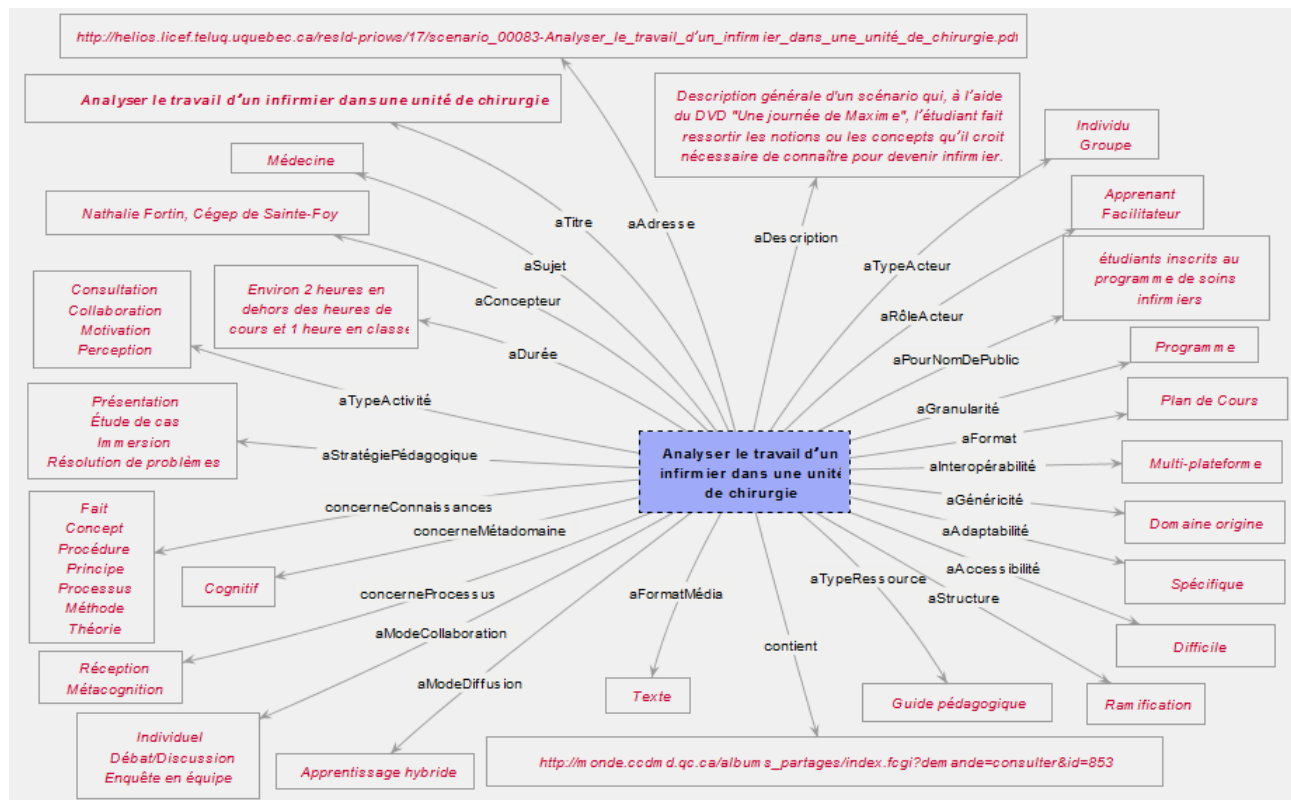 http://helios.licef.teluq.uquebec.ca/resId-priows/17/scenario_00083-Analyser_le_travail_d'un_infirmier_dans_une_unité_de_chirurgie.pdf
Analyser le travail d'un infirmier dansune unité de chirurgie
Description générale d'un scénario qui, à l'aide
du DVD "Une journée de Maxime", l'étudiant fait
ressortir les notions ou les concepts qu'il croit
nécessaire de connaître pour devenir infirmier.
Individu
Groupe
Médecine
Nathalie Fortin, Cégep de Sainte-Foy
Apprenant
Facilitateur
aTitre
aAdresse
aDescription
aTypeActeur
étudiants inscrits au
programme de soins
infirmiers
aSujet
aConcepteur
aRôleActeur
Consultation
Collaboration
Motivation
Perception
Environ 2 heures en
dehors des heures de
cours et 1 heure en classe
aDurée
aPourNomDePublic
Programme
aTypeActivité
aGranularité
Plan de Cours
Présentation
Étude de cas
Immersion
Résolution de problèmes
aStratégiePédagogique
aFormat
Analyser le travail d'un
infirmier dans une unité
de chirurgie
aInteropérabilité
Multi-plateforme
concerneConnaissances
aGénéricité
Domaine origine
Fait
Concept
Procédure
Principe
Processus
Méthode
Théorie
concerneMétadomaine
aAdaptabilité
Cognitif
aAccessibilité
Spécifique
concerneProcessus
aFormatMédia
aTypeRessource
aStructure
aModeCollaboration
contient
Difficile
Réception
Métacognition
aModeDiffusion
Texte
Guide pédagogique
Ramification
Individuel
Débat/Discussion
Enquête en équipe
Apprentissage hybride
http://monde.ccdmd.qc.ca/albums_partages/index.fcgi?demande=consulter&id=853